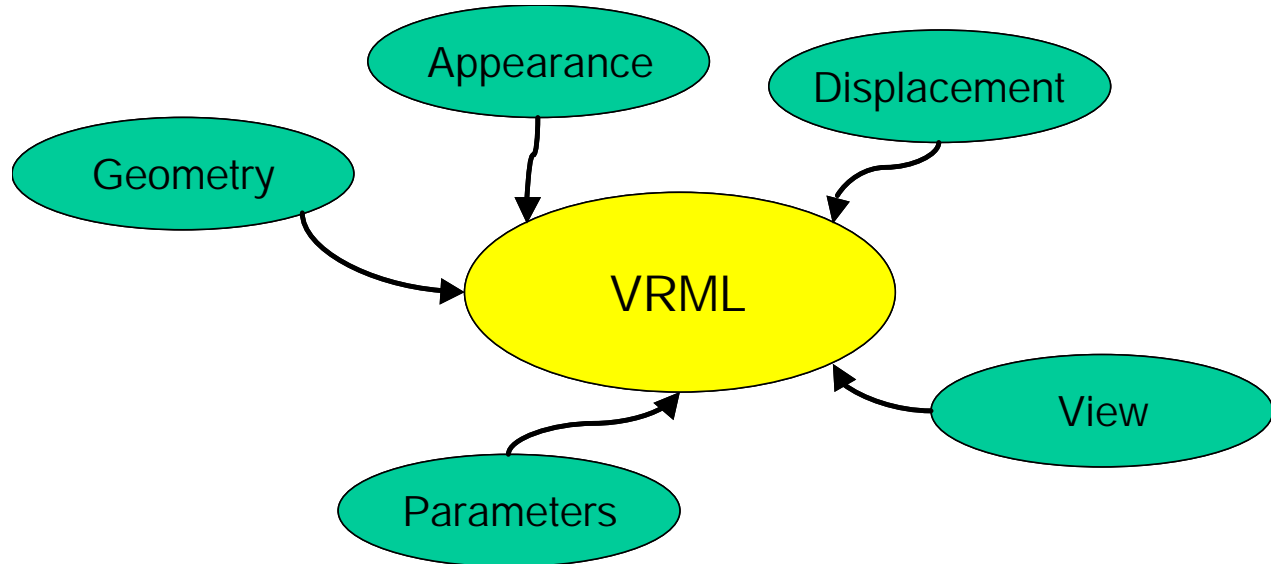 Appearance
Displacement
Geometry
VRML
View
Parameters